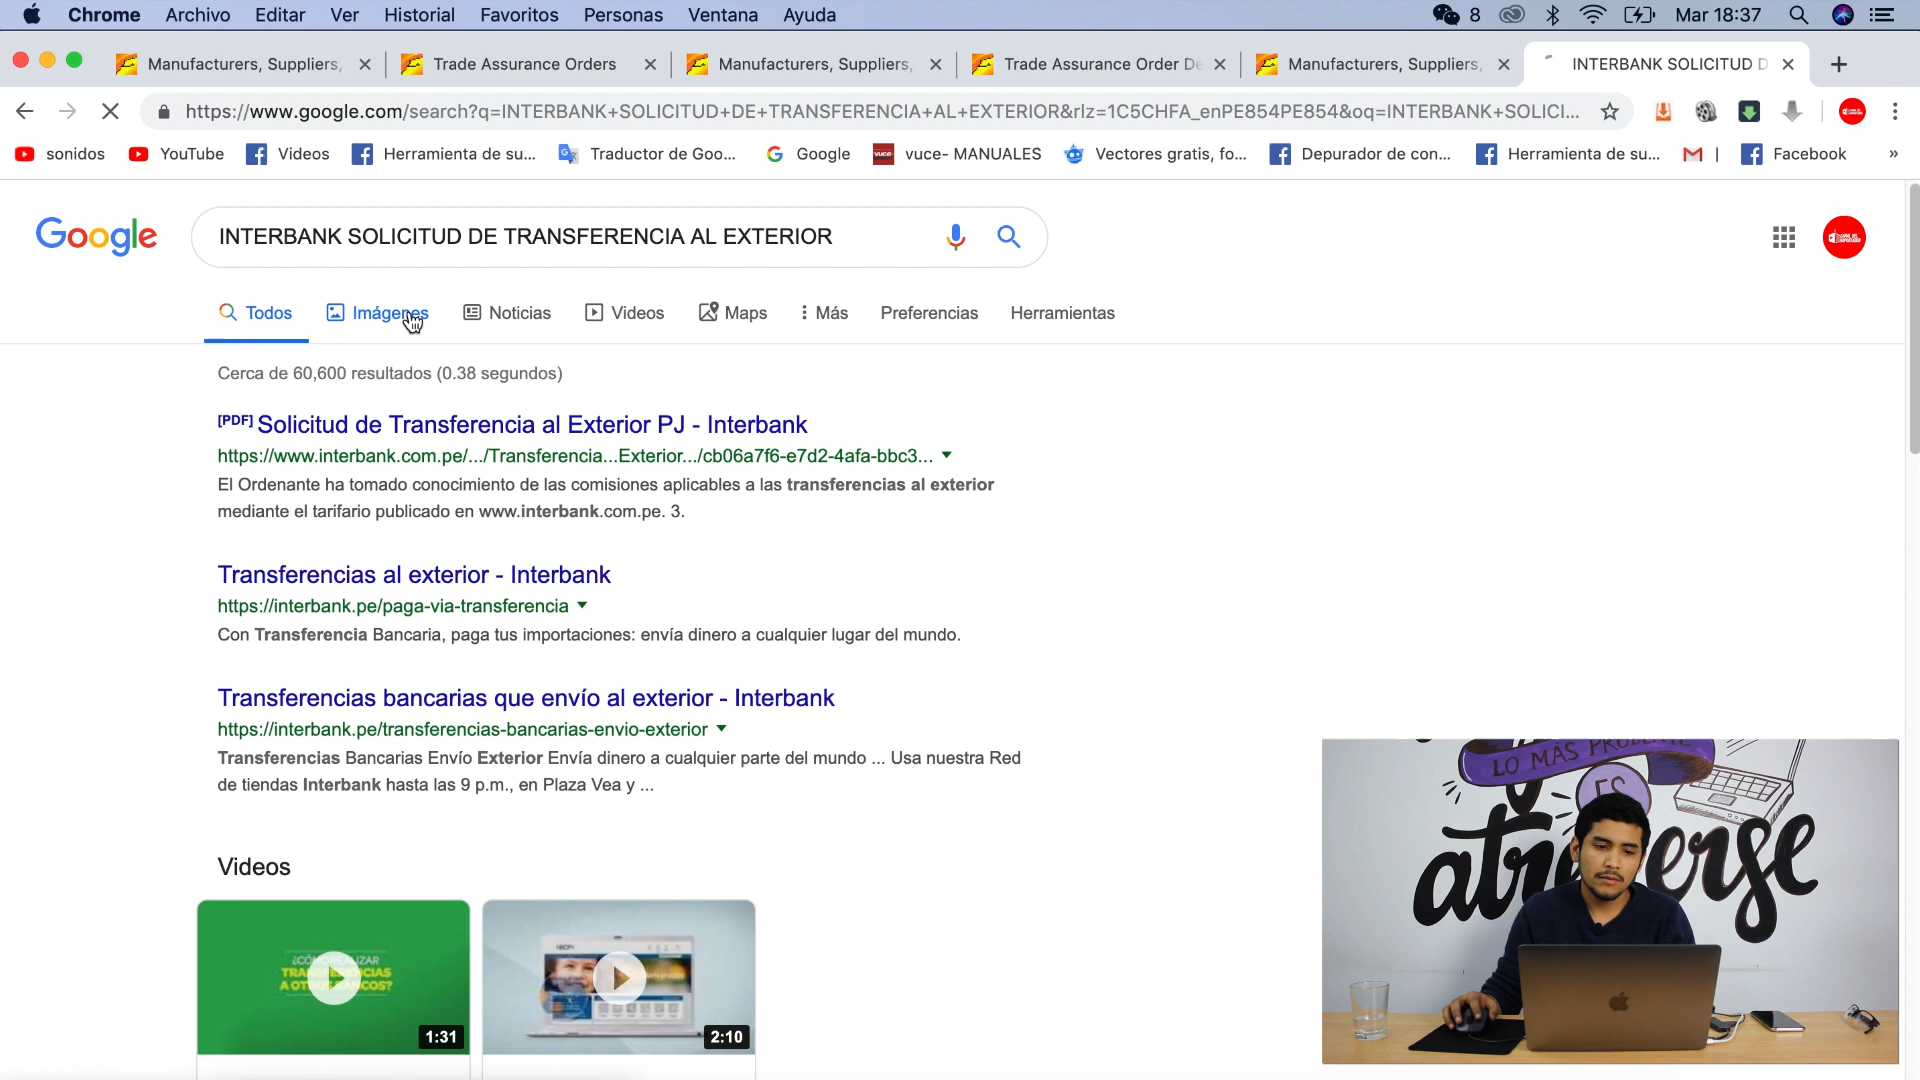 Chrome Archivo Editar Ver Historial Favoritos Personas Ventana Ayuda 8 Mar 18:37
Manufacturers, Suppliers, Trade Assurance Orders Manufacturers, Suppliers, Trade Assurance Order De Manufacturers, Suppliers, INTERBANK SOLICITUD D
https://www.google.com/search?q=INTERBANK+SOLICITUD+DE+TRANSFERENCIA+AL+EXTERIOR&rlz=1C5CHFA_enPE854PE854&oq=INTERBANK+SOLICI...
sonidos YouTube Videos Herramienta de su... Traductor de Goo... Google vuce- MANUALES Vectores gratis, fo... Depurador de con... Herramienta de su... | Facebook »
Google INTERBANK SOLICITUD DE TRANSFERENCIA AL EXTERIOR
Todos Imágenes Noticias Videos Maps Más Preferencias Herramientas
Cerca de 60,600 resultados (0.38 segundos)
[PDF] Solicitud de Transferencia al Exterior PJ - Interbank
https://www.interbank.com.pe/.../Transferencia...Exterior.../cb06a7f6-e7d2-4afa-bbc3...
El Ordenante ha tomado conocimiento de las comisiones aplicables a las transferencias al exterior
mediante el tarifario publicado en www.interbank.com.pe. 3.
Transferencias al exterior - Interbank
https://interbank.pe/paga-via-transferencia
Con Transferencia Bancaria, paga tus importaciones: envía dinero a cualquier lugar del mundo.
Transferencias bancarias que envío al exterior - Interbank
https://interbank.pe/transferencias-bancarias-envio-exterior
Transferencias Bancarias Envío Exterior Envía dinero a cualquier parte del mundo ... Usa nuestra Red
de tiendas Interbank hasta las 9 p.m., en Plaza Vea y ...
Videos
TRANSFERENCIAS
1:31
2:10
LO MÁS
ES